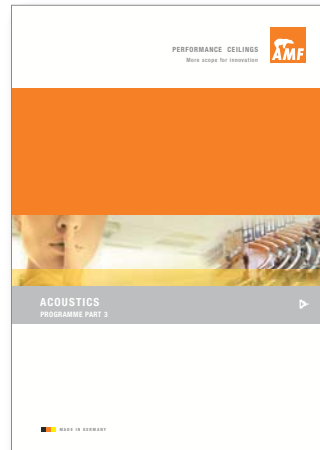 PERFORMANCE CEILINGS
More scope for innovation
AMF
ACOUSTICS
PROGRAMME PART 3
MADE IN GERMANY